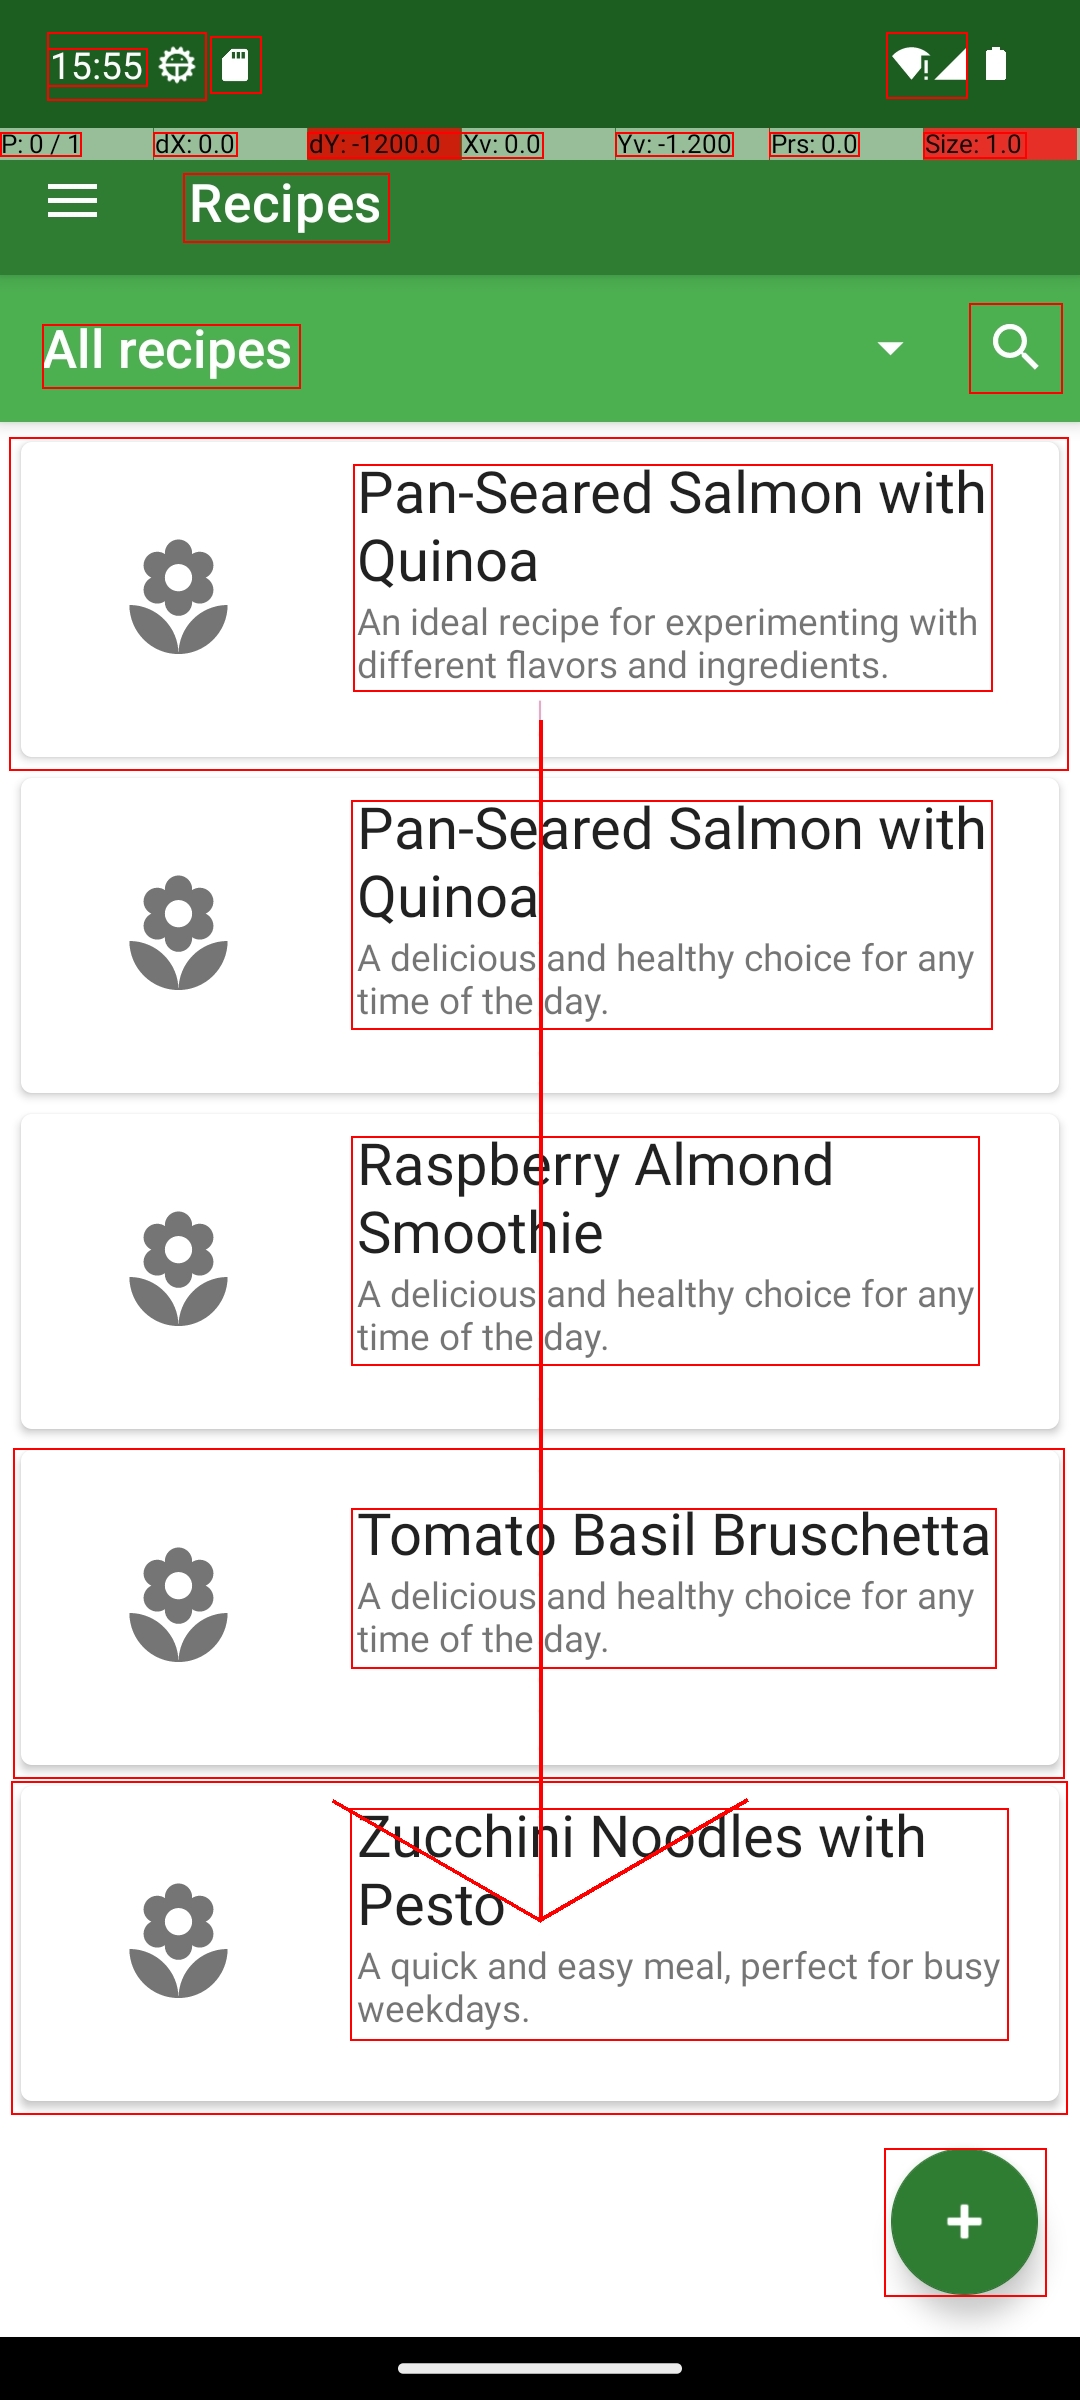 15:55
P: 0 / 1 dX: 0.0 dY: -1200.0 Xv: 0.0 Yv: -1.200 Prs: 0.0 Size: 1.0
Recipes
All recipes
Pan-Seared Salmon with
Quinoa
An ideal recipe for experimenting with
different flavors and ingredients.
Pan-Seared Salmon with
Quinoa
A delicious and healthy choice for any
time of the day.
Raspberry Almond
Smoothie
A delicious and healthy choice for any
time of the day.
Tomato Basil Bruschetta
A delicious and healthy choice for any
time of the day.
Zucchini Noodles with
Pesto
A quick and easy meal, perfect for busy
weekdays.